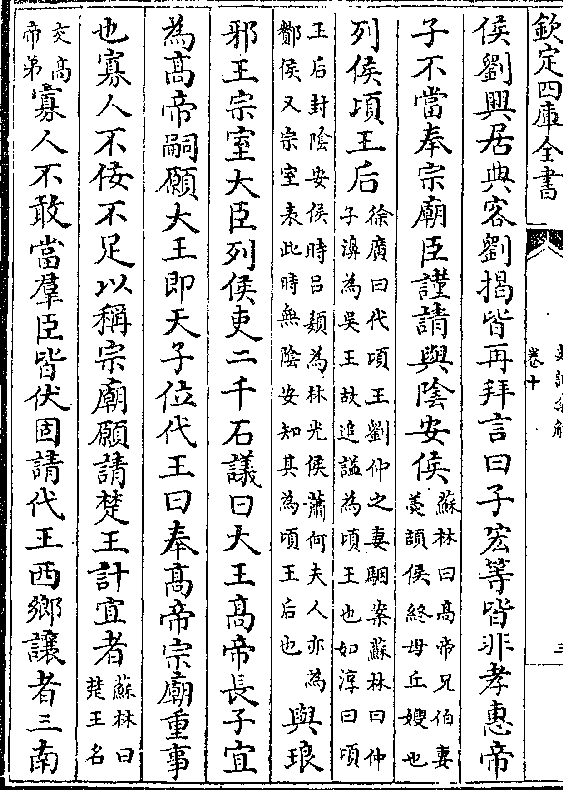 欽定四庫全書
卷十
三
侯劉興居典客劉揭皆再拜言曰子宏等皆非孝惠帝
子不當奉宗廟臣謹請與陰安侯
蘇林曰高帝兄伯妻
羮頡侯終母丘嫂也
列侯頃王后
徐廣曰代頃王劉仲之妻駰案蘇林曰仲
子濞為吳王故追諡為頃王也如淳曰頃
王后封陰安侯時呂嬃為林光侯蕭何夫人亦為
酇侯又宗室表此時無陰安知其為頃王后也
與琅
邪王宗室大臣列侯吏二千石議曰大王高帝長子宜
為高帝嗣願大王即天子位代王曰奉高帝宗廟重事
也寡人不佞不足以稱宗廟願請楚王計宜者
蘇林曰
楚王名
交高
帝弟
寡人不敢當羣臣皆伏固請代王西鄉讓者三南